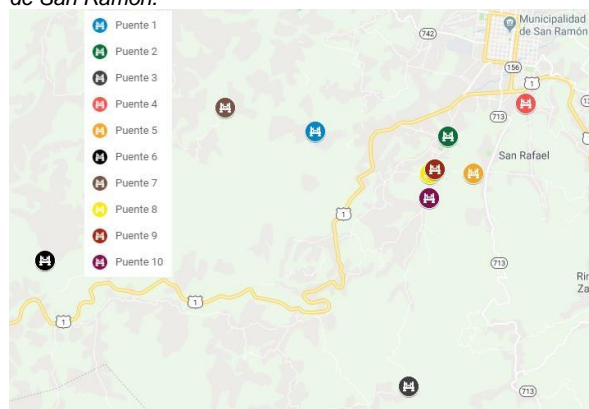 de San Ramón.
Puente 1
Puente 2
Puente 3
Puente 4
Puente 5
Puente 6
Puente 7
Puente 8
Puente 9
Puente 10
Municipalidad
de San Ramón
742
156
1
713
San Rafael
1
713
1
1
713